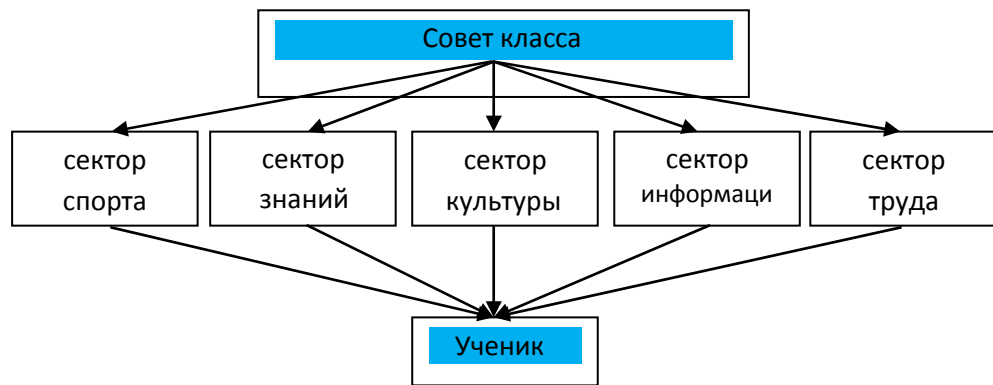 Совет класса
сектор
спорта
сектор
знаний
сектор
культуры
сектор
информаци
сектор
труда
Ученик